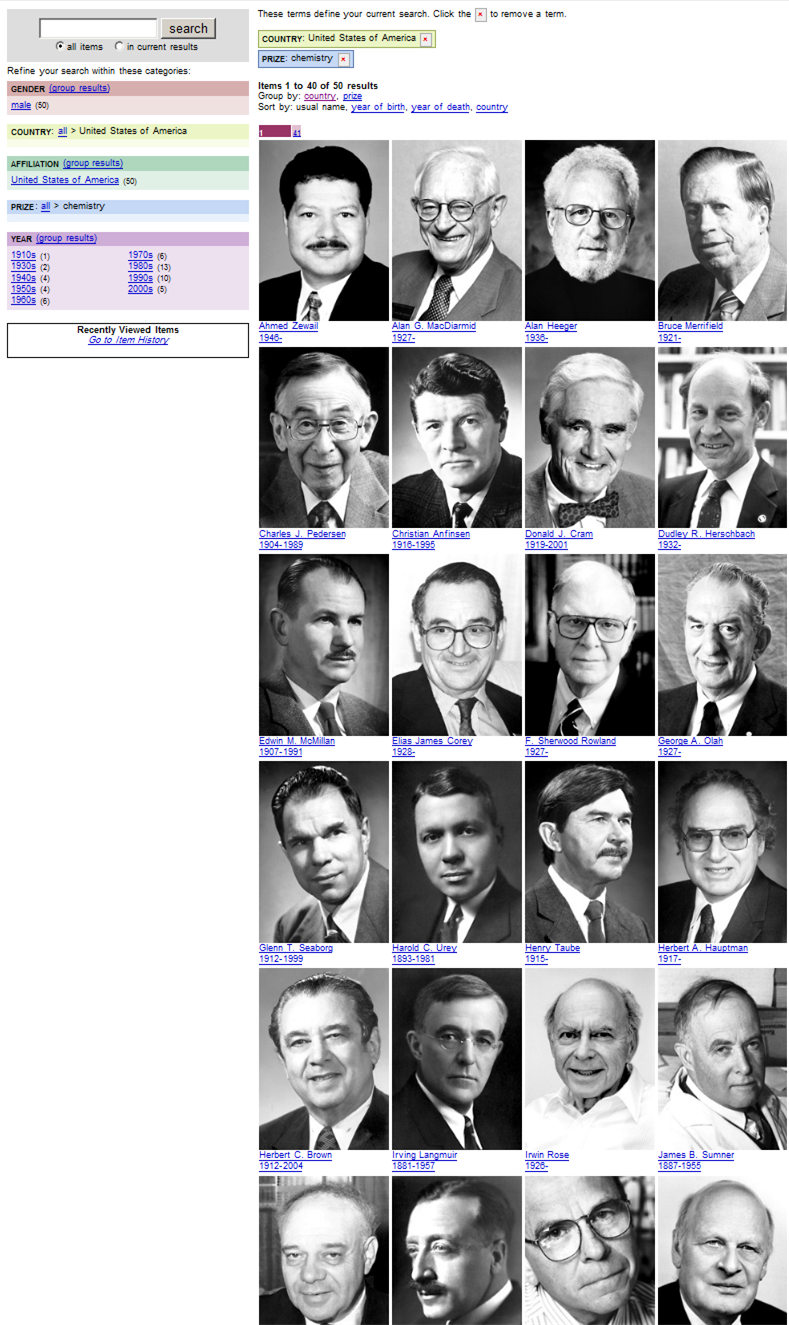 search
all items in current results
Refine your search within these categories:
GENDER (group results)
male (50)
COUNTRY: all > United States of America
AFFILIATION (group results)
United States of America (50)
PRIZE: all > chemistry
YEAR (group results)
1910s (1) 1970s (6)
1930s (2) 1980s (13)
1940s (4) 1990s (10)
1950s (4) 2000s (5)
1960s (6)
Recently Viewed Items
Go to Item History
These terms define your current search. Click the x to remove a term.
COUNTRY: United States of America x
PRIZE: chemistry x
Items 1 to 40 of 50 results
Group by: country, prize
Sort by: usual name, year of birth, year of death, country
1 41
Ahmed Zewail Alan G. MacDiarmid Alan Heeger Bruce Merrifield
1946- 1927- 1936- 1921-
Charles J. Pedersen Christian Anfinsen Donald J. Cram Dudley R. Herschbach
1904-1989 1916-1995 1919-2001 1932-
Edwin M. McMillan Elias James Corey F. Sherwood Rowland George A. Olah
1907-1991 1928- 1927- 1927-
Glenn T. Seaborg Harold C. Urey Henry Taube Herbert A. Hauptman
1912-1999 1893-1981 1915- 1917-
Herbert C. Brown Irving Langmuir Irwin Rose James B. Sumner
1912-2004 1881-1957 1926- 1887-1955